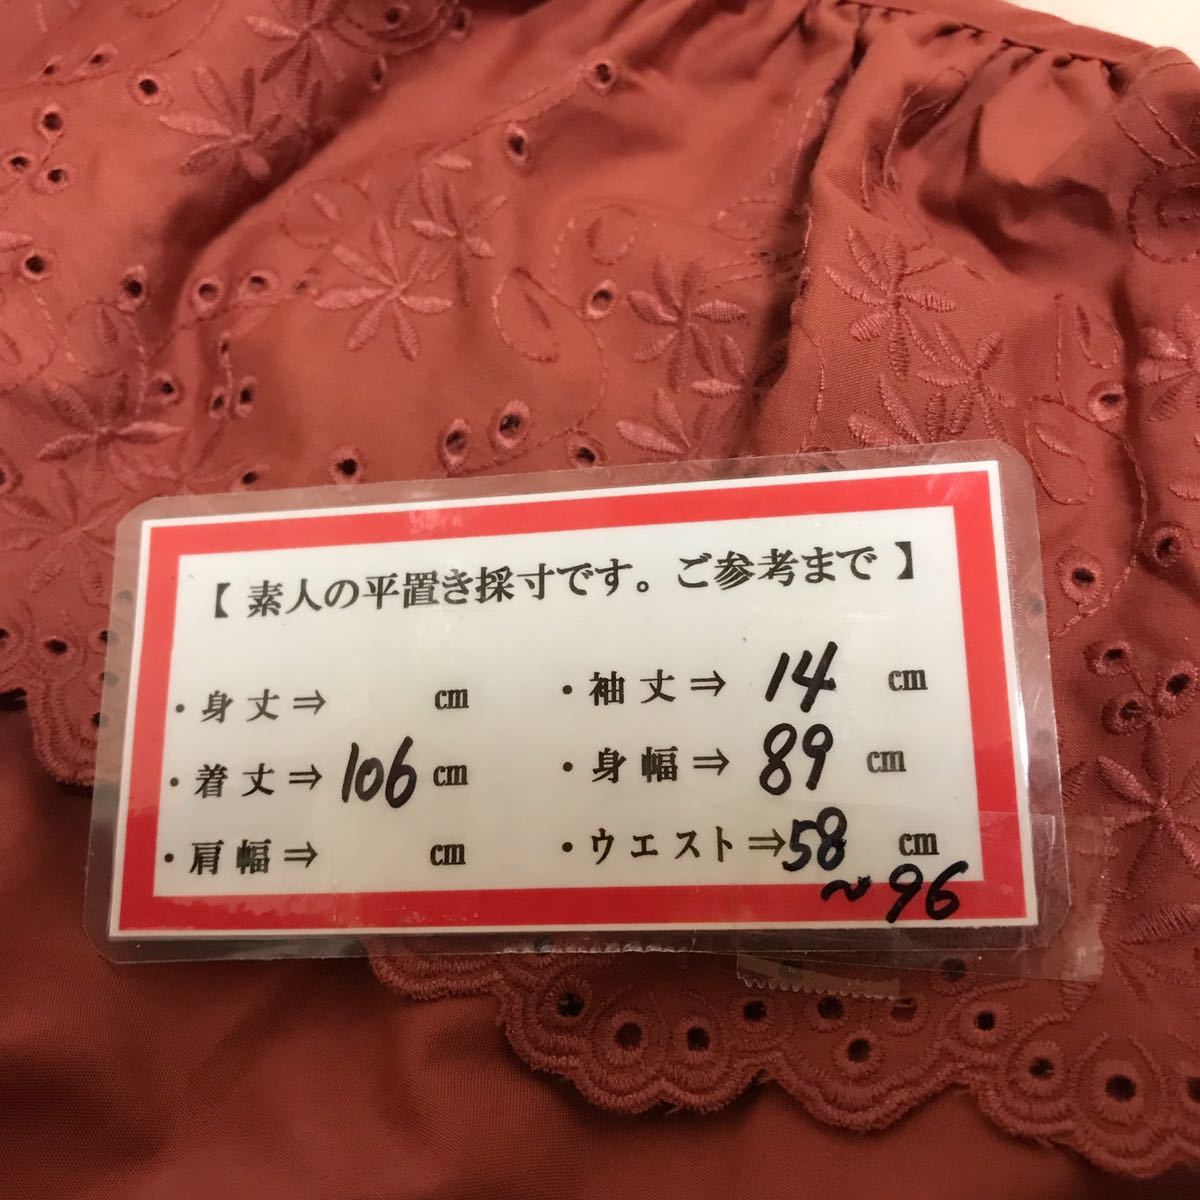 【 素人の平置き採寸です。ご参考まで 】
・身丈⇒ ㎝
・袖丈⇒ 14 ㎝
・着丈⇒ 106 ㎝
・身幅⇒ 89 ㎝
・肩幅⇒ ㎝
・ウエスト⇒58 ㎝
～96